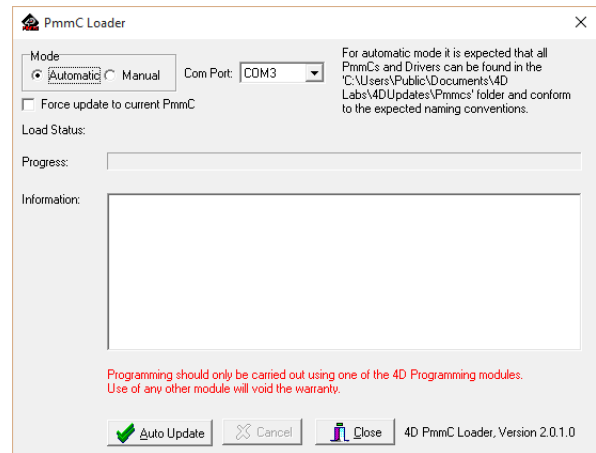 PmmC Loader
Mode
Automatic Manual
Com Port: COM3
For automatic mode it is expected that all
PmmCs and Drivers can be found in the
'C:\Users\Public\Documents\4D
Labs\4DUpdates\Pmmcs' folder and conform
to the expected naming conventions.
Force update to current PmmC
Load Status:
Progress:
Information:
Programming should only be carried out using one of the 4D Programming modules.
Use of any other module will void the warranty.
Auto Update Cancel Close 4D PmmC Loader, Version 2.0.1.0